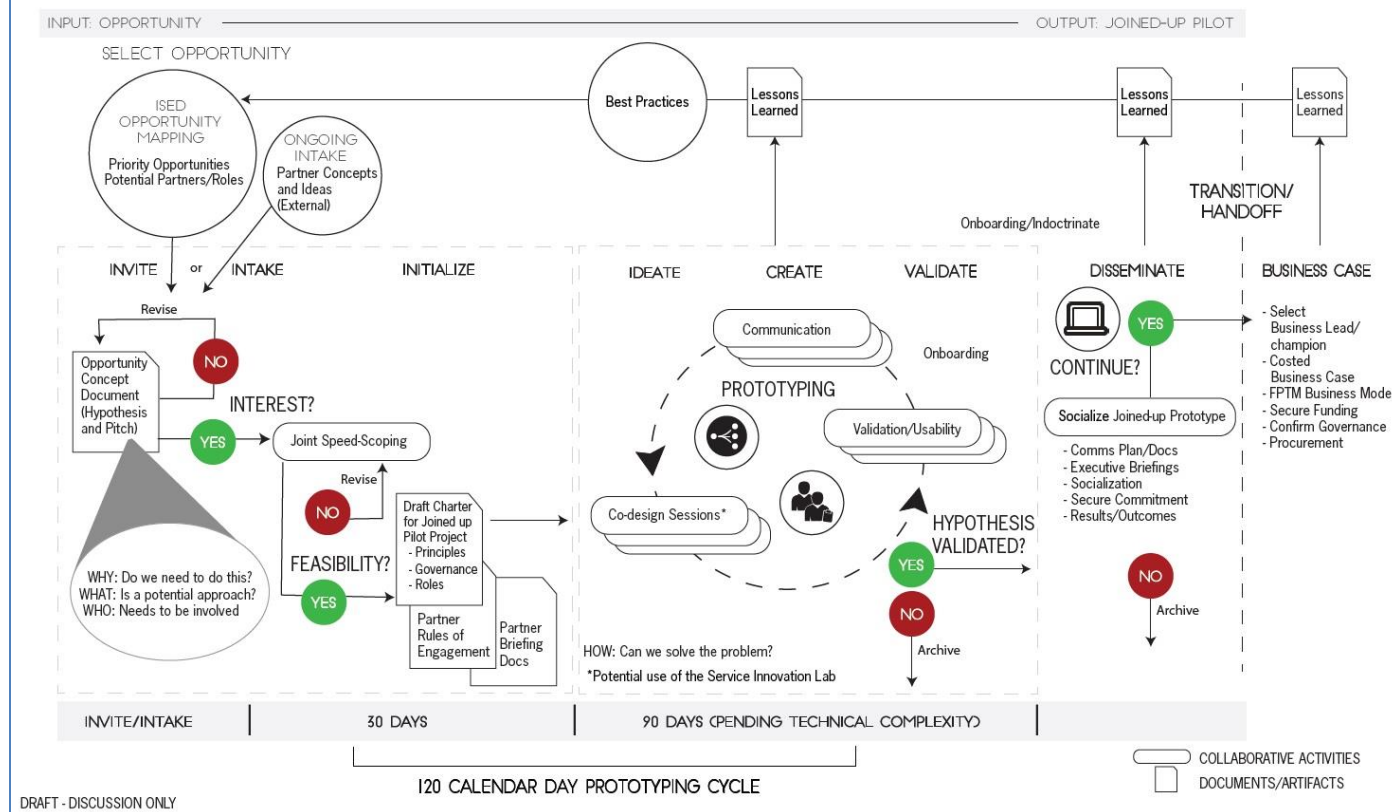 INPUT: OPPORTUNITY
OUTPUT: JOINED-UP PILOT
SELECT OPPORTUNITY
ISED
OPPORTUNITY
MAPPING
Priority Opportunities
Potential Partners/Roles
ONGOING
INTAKE
Partner Concepts
and Ideas
(External)
Best Practices
Lessons
Learned
Lessons
Learned
Lessons
Learned
TRANSITION/
HANDOFF
Onboarding/Indoctrinate
INVITE or INTAKE
INITIALIZE
Revise
NO
Opportunity
Concept
Document
(Hypothesis
and Pitch)
INTEREST?
YES
Joint Speed-Scoping
Revise
NO
FEASIBILITY?
YES
Draft Charter
for Joined up
Pilot Project
- Principles
- Governance
- Roles
Partner
Rules of
Engagement
Partner
Briefing
Docs
WHY: Do we need to do this?
WHAT: Is a potential approach?
WHO: Needs to be involved
IDEATE
CREATE
VALIDATE
Communication
Onboarding
PROTOTYPING
Validation/Usability
Co-design Sessions*
HYPOTHESIS
VALIDATED?
YES
NO
Archive
HOW: Can we solve the problem?
*Potential use of the Service Innovation Lab
DISSEMINATE
YES
CONTINUE?
Socialize Joined-up Prototype
- Comms Plan/Docs
- Executive Briefings
- Socialization
- Secure Commitment
- Results/Outcomes
NO
Archive
BUSINESS CASE
- Select
Business Lead/
champion
- Costed
Business Case
- FPTM Business Mode
- Secure Funding
- Confirm Governance
- Procurement
INVITE/INTAKE
30 DAYS
90 DAYS (PENDING TECHNICAL COMPLEXITY)
120 CALENDAR DAY PROTOTYPING CYCLE
COLLABORATIVE ACTIVITIES
DOCUMENTS/ARTIFACTS
DRAFT - DISCUSSION ONLY